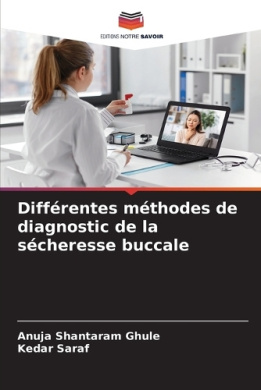 EDITIONS NOTRE SAVOIR
Différentes méthodes de
diagnostic de la
sécheresse buccale
Anuja Shantaram Ghule
Kedar Saraf